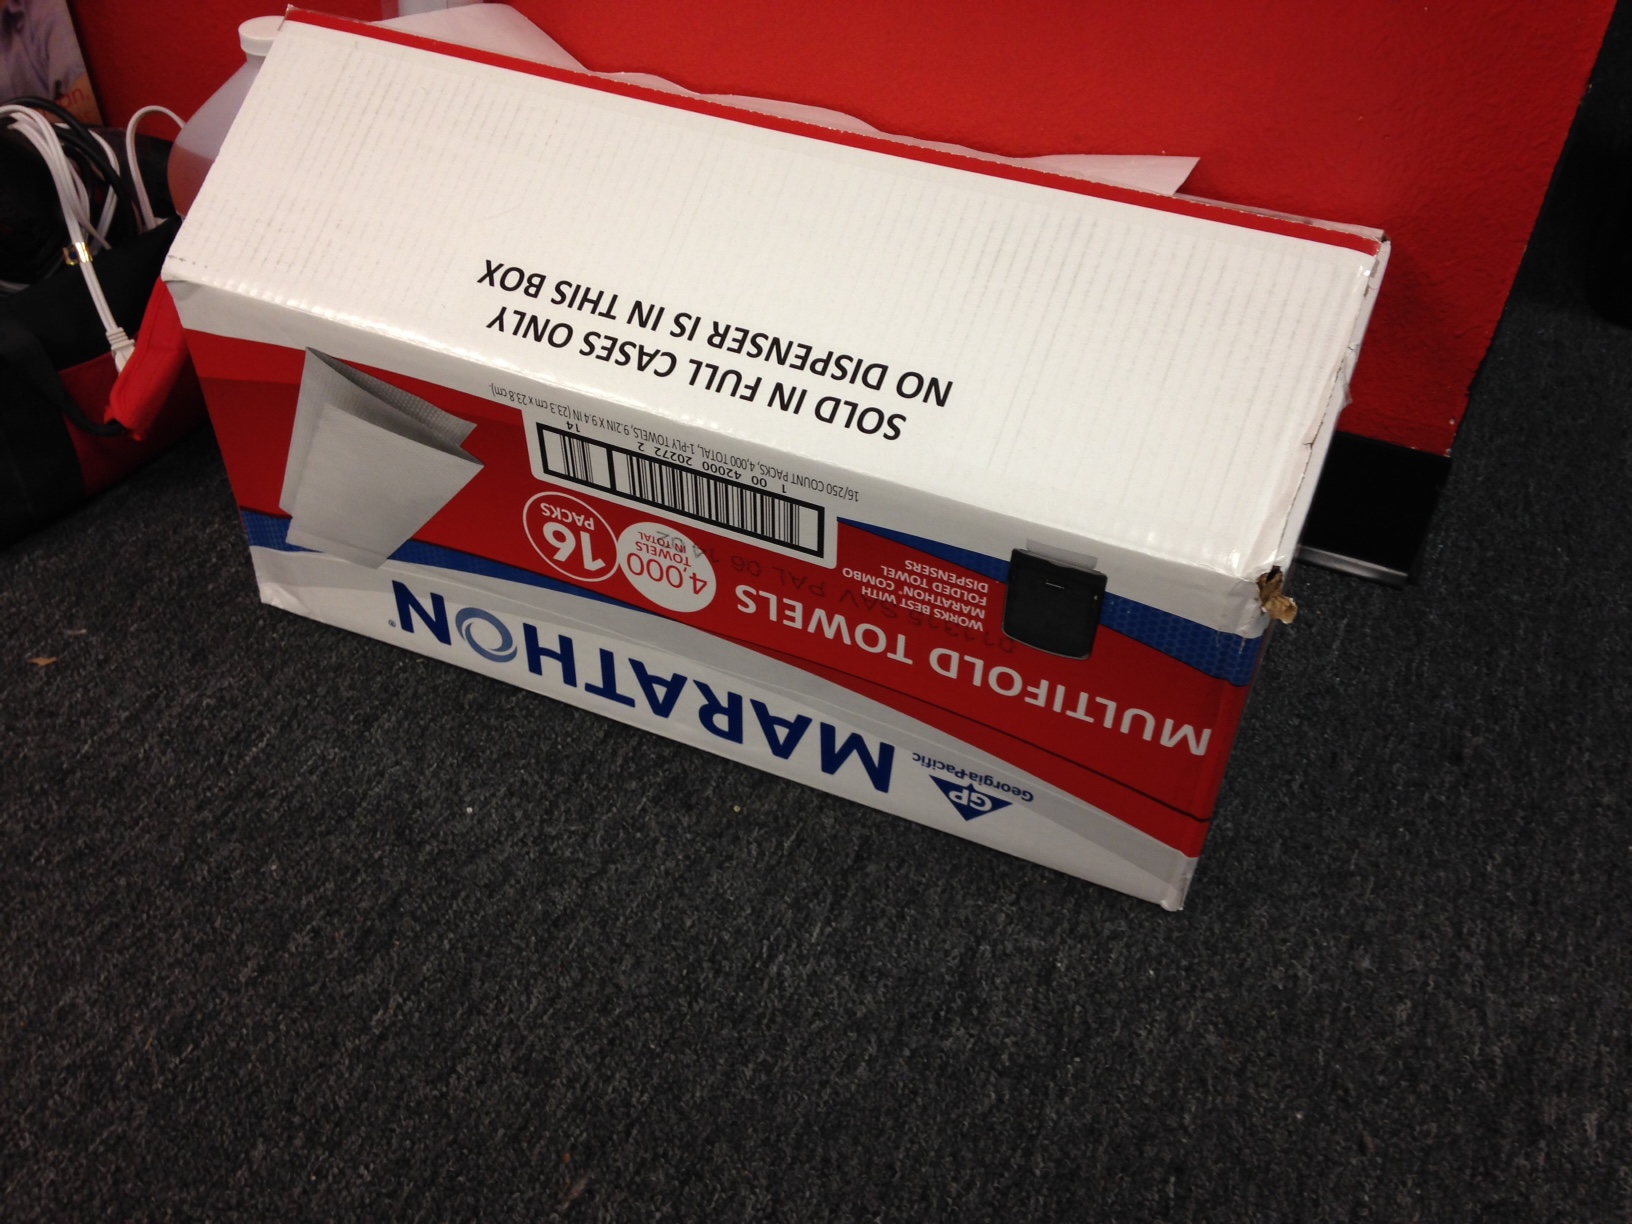 GP
Georgia-Pacific
MARATHON®
MULTIFOLD TOWELS
4,000
TOWELS
IN TOTAL
16
PACKS
WORKS BEST WITH
MARATHON® COMBO
FOLDED TOWEL
DISPENSERS
1 00 42000 20272 2
14
16/250 COUNT PACKS, 4,000 TOTAL, 1-PLY TOWELS, 9.2IN X 9.4 IN (23.3 cm x 23.8 cm).
SOLD IN FULL CASES ONLY
NO DISPENSER IS IN THIS BOX